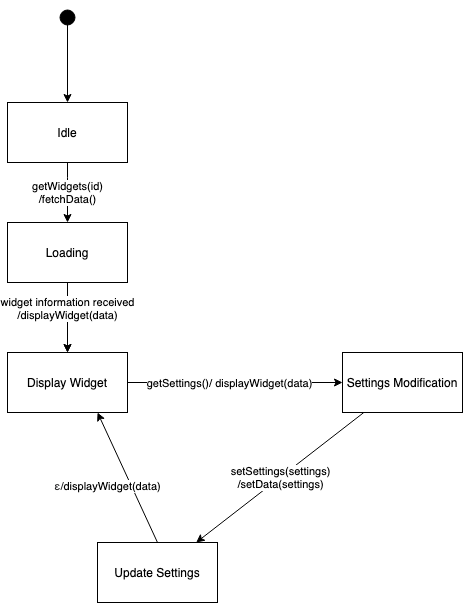 Idle
getWidgets(id)
/fetchData()
Loading
widget information received
/displayWidget(data)
Display Widget
getSettings()/ displayWidget(data)
Settings Modification
setSettings(settings)
/setData(settings)
ε/displayWidget(data)
Update Settings